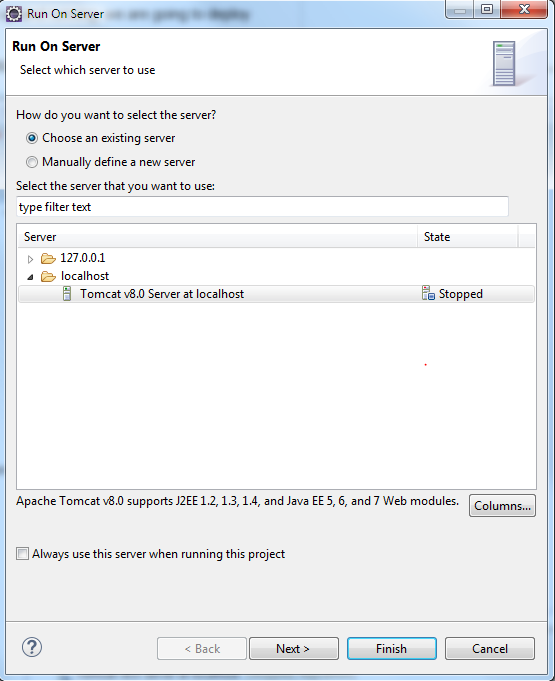 Run On Server
Run On Server
Select which server to use
How do you want to select the server?
Choose an existing server
Manually define a new server
Select the server that you want to use:
type filter text
Server State
127.0.0.1
localhost
Tomcat v8.0 Server at localhost Stopped
Apache Tomcat v8.0 supports J2EE 1.2, 1.3, 1.4, and Java EE 5, 6, and 7 Web modules.
Columns...
Always use this server when running this project
? < Back Next > Finish Cancel